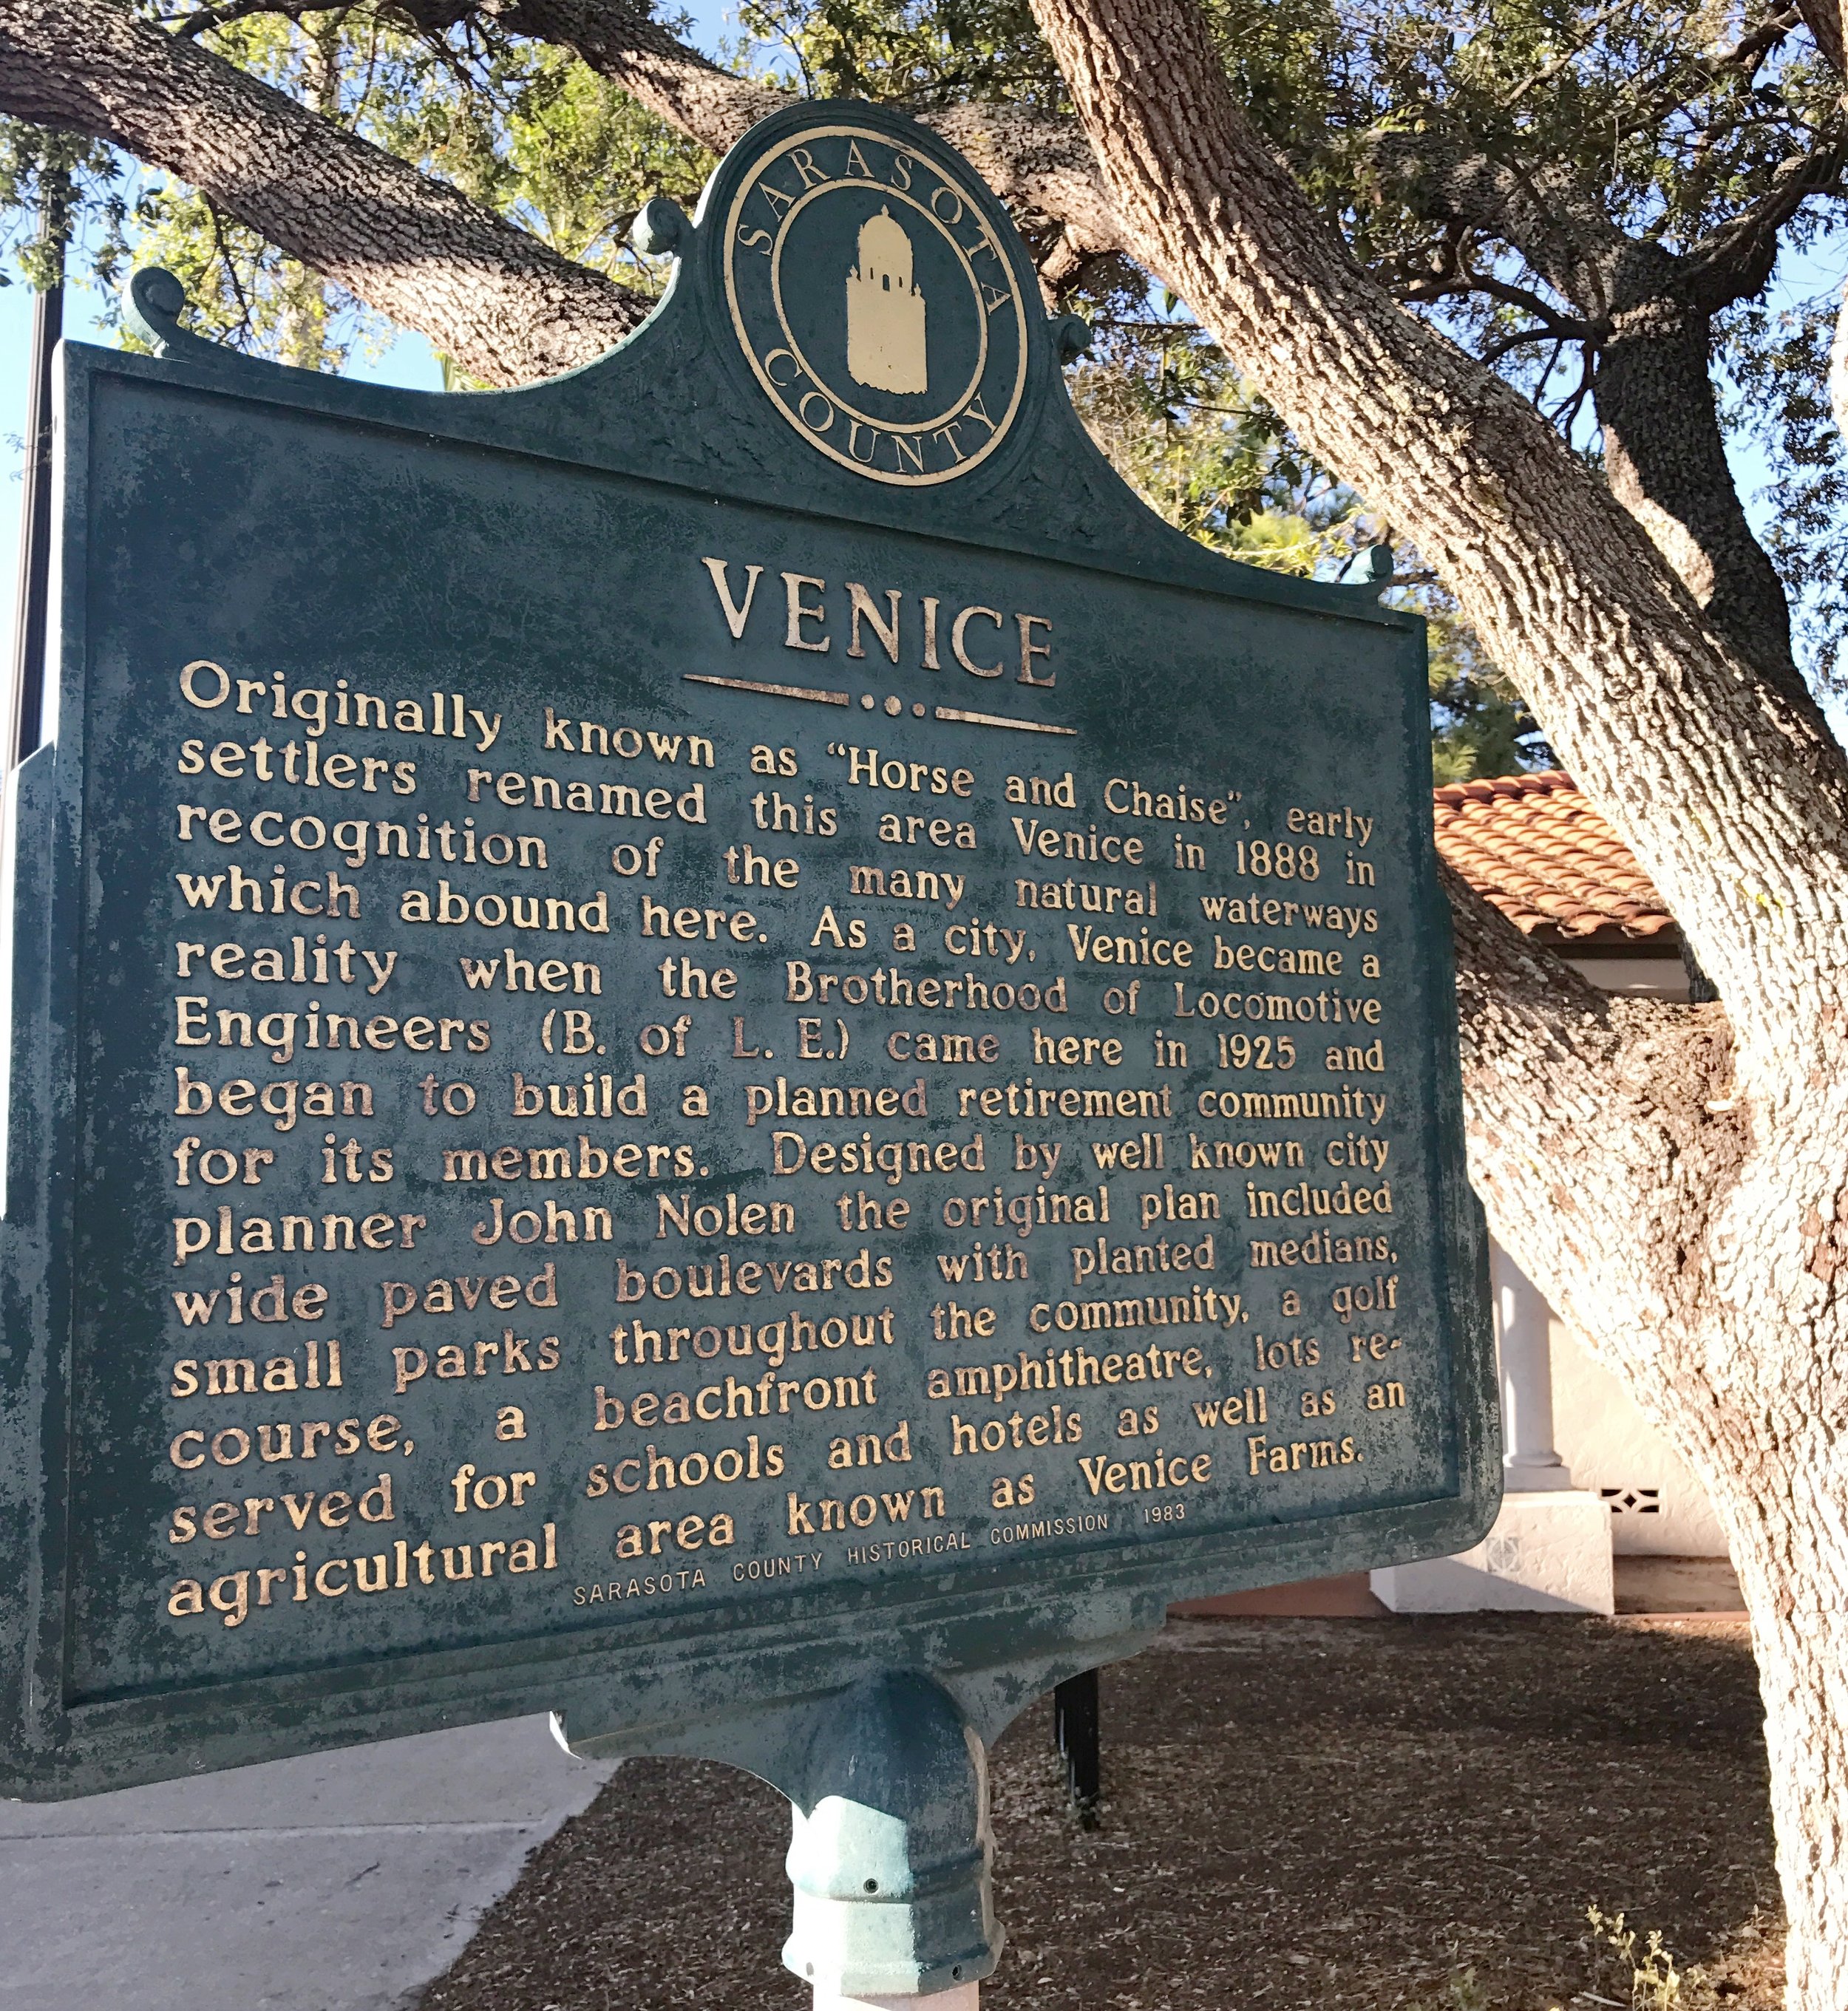 SARASOTA
COUNTY
VENICE
Originally known as “Horse and Chaise”, early
settlers renamed this area Venice in 1888 in
recognition of the many natural waterways
which abound here. As a city, Venice became a
reality when the Brotherhood of Locomotive
Engineers (B. of L. E.) came here in 1925 and
began to build a planned retirement community
for its members. Designed by well known city
planner John Nolen the original plan included
wide paved boulevards with planted medians,
small parks throughout the community, a golf
course, a beachfront amphitheatre, lots re-
served for schools and hotels as well as an
agricultural area known as Venice Farms.
SARASOTA COUNTY HISTORICAL COMMISSION 1983